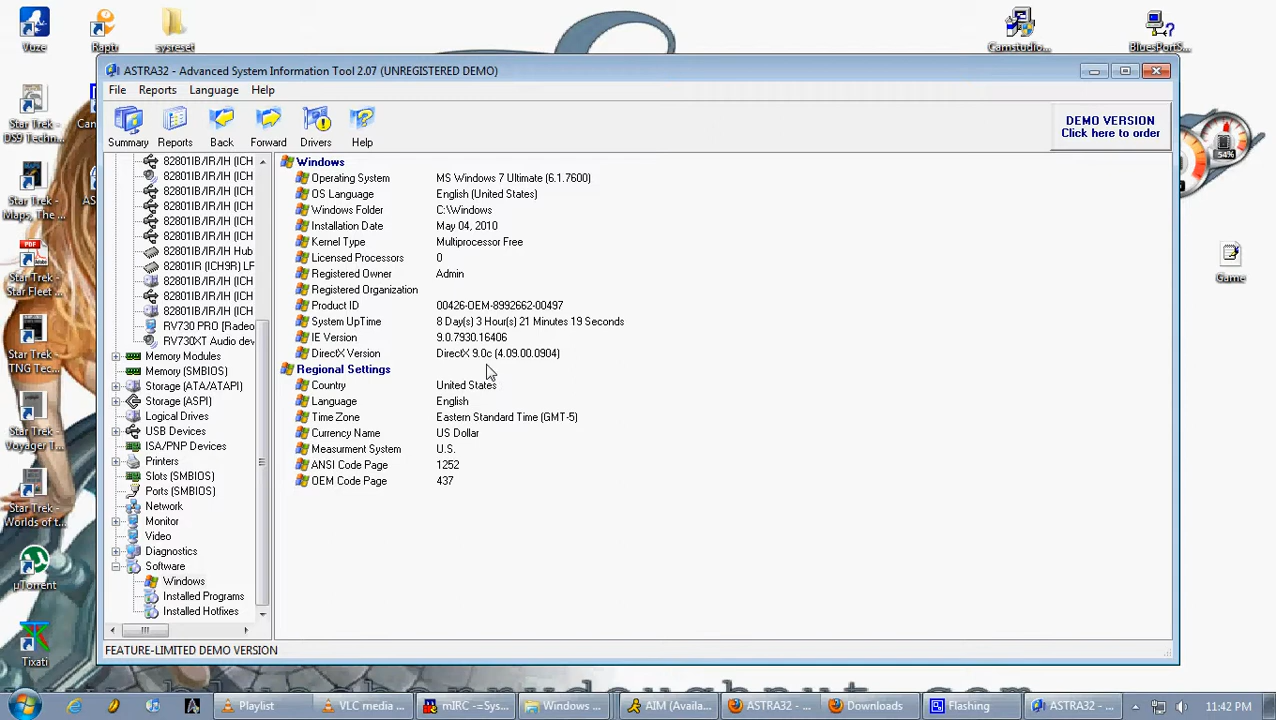 Vuze
Raptr
sysreset
Camstudio...
BluesPortS...
ASTRA32 - Advanced System Information Tool 2.07 (UNREGISTERED DEMO)
File Reports Language Help
Summary Reports Back Forward Drivers Help
DEMO VERSION
Click here to order
54%
Star Trek - DS9 Techn...
Star Trek - Maps, The ...
Star Trek - Star Fleet ...
Star Trek - TNG Tec...
Star Trek - Voyager T...
Star Trek - Worlds of t...
µTorrent
Tixati
Game
82801IB/IR/IH (ICH
82801IB/IR/IH (ICH
82801IB/IR/IH (ICH
82801IB/IR/IH (ICH
82801IB/IR/IH (ICH
82801IB/IR/IH (ICH
82801IB/IR/IH Hub
82801IR (ICH9R) LF
82801IB/IR/IH (ICH
82801IB/IR/IH (ICH
82801IB/IR/IH (ICH
RV730 PRO [Radeo
RV730XT Audio dev
Memory Modules
Memory (SMBIOS)
Storage (ATA/ATAPI)
Storage (ASPI)
Logical Drives
USB Devices
ISA/PNP Devices
Printers
Slots (SMBIOS)
Ports (SMBIOS)
Network
Monitor
Video
Diagnostics
Software
Windows
Installed Programs
Installed Hotfixes
Windows
Operating System MS Windows 7 Ultimate (6.1.7600)
OS Language English (United States)
Windows Folder C:\Windows
Installation Date May 04, 2010
Kernel Type Multiprocessor Free
Licensed Processors 0
Registered Owner Admin
Registered Organization
Product ID 00426-OEM-8992662-00497
System UpTime 8 Day(s) 3 Hour(s) 21 Minutes 19 Seconds
IE Version 9.0.7930.16406
DirectX Version DirectX 9.0c (4.09.00.0904)
Regional Settings
Country United States
Language English
Time Zone Eastern Standard Time (GMT-5)
Currency Name US Dollar
Measurment System U.S.
ANSI Code Page 1252
OEM Code Page 437
FEATURE-LIMITED DEMO VERSION
Playlist
VLC media ...
mIRC -=Sys...
Windows ...
AIM (Availa...
ASTRA32 - ...
Downloads
Flashing
ASTRA32 - ...
11:42 PM